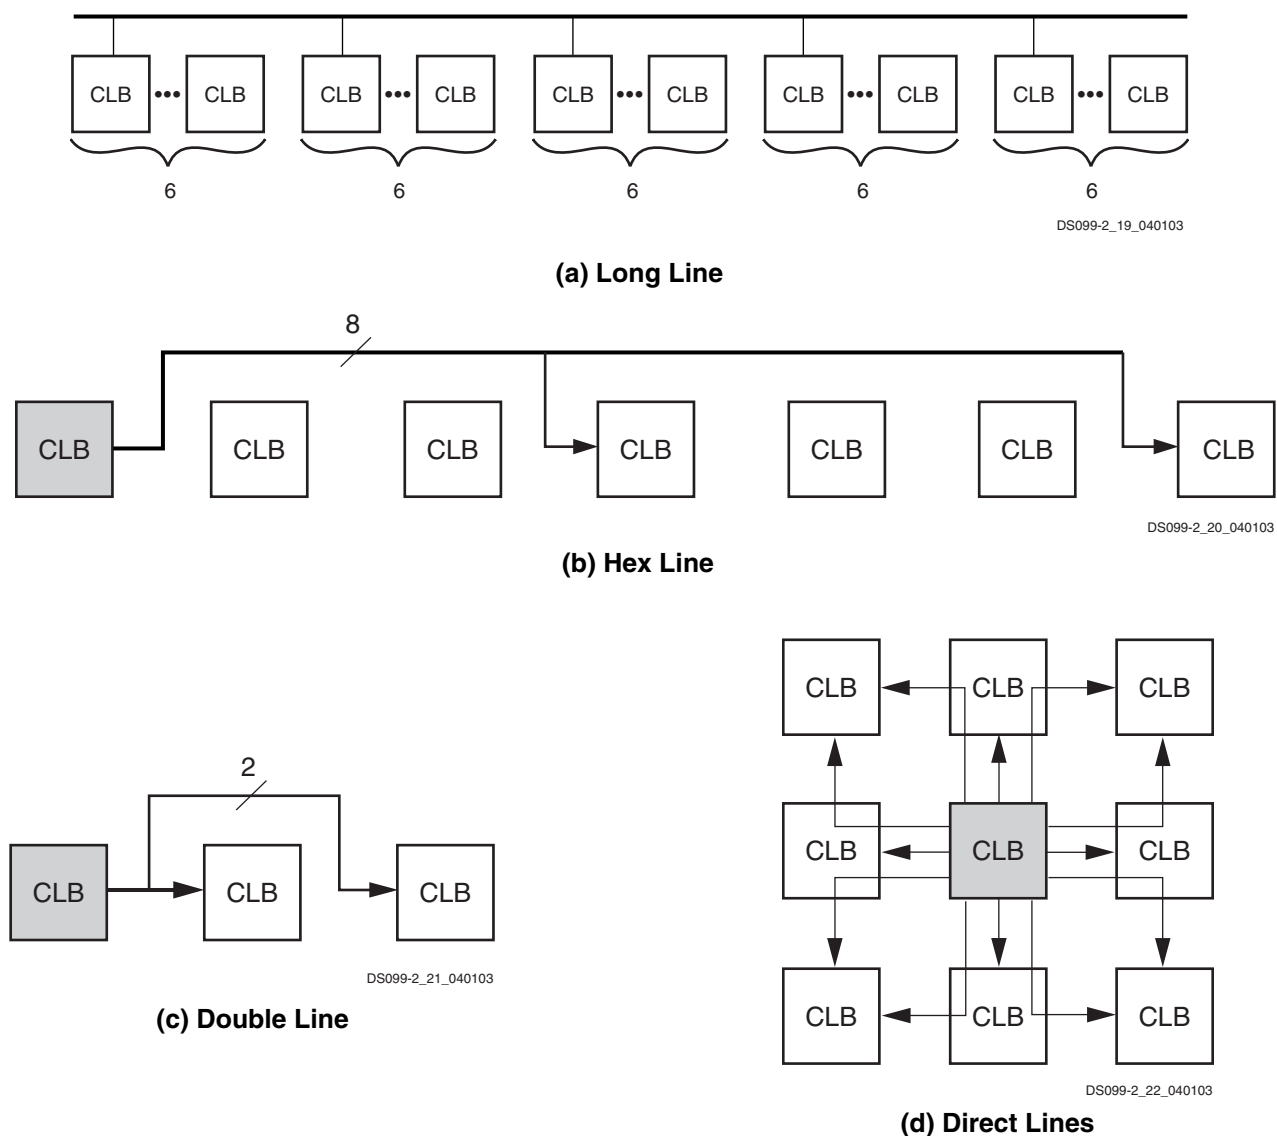 CLB ••• CLB CLB ••• CLB CLB ••• CLB CLB ••• CLB CLB ••• CLB
6 6 6 6 6
DS099-2_19_040103
(a) Long Line
8
CLB CLB CLB CLB CLB CLB CLB
DS099-2_20_040103
(b) Hex Line
2
CLB CLB CLB
DS099-2_21_040103
(c) Double Line
CLB CLB CLB
CLB CLB CLB
CLB CLB CLB
DS099-2_22_040103
(d) Direct Lines